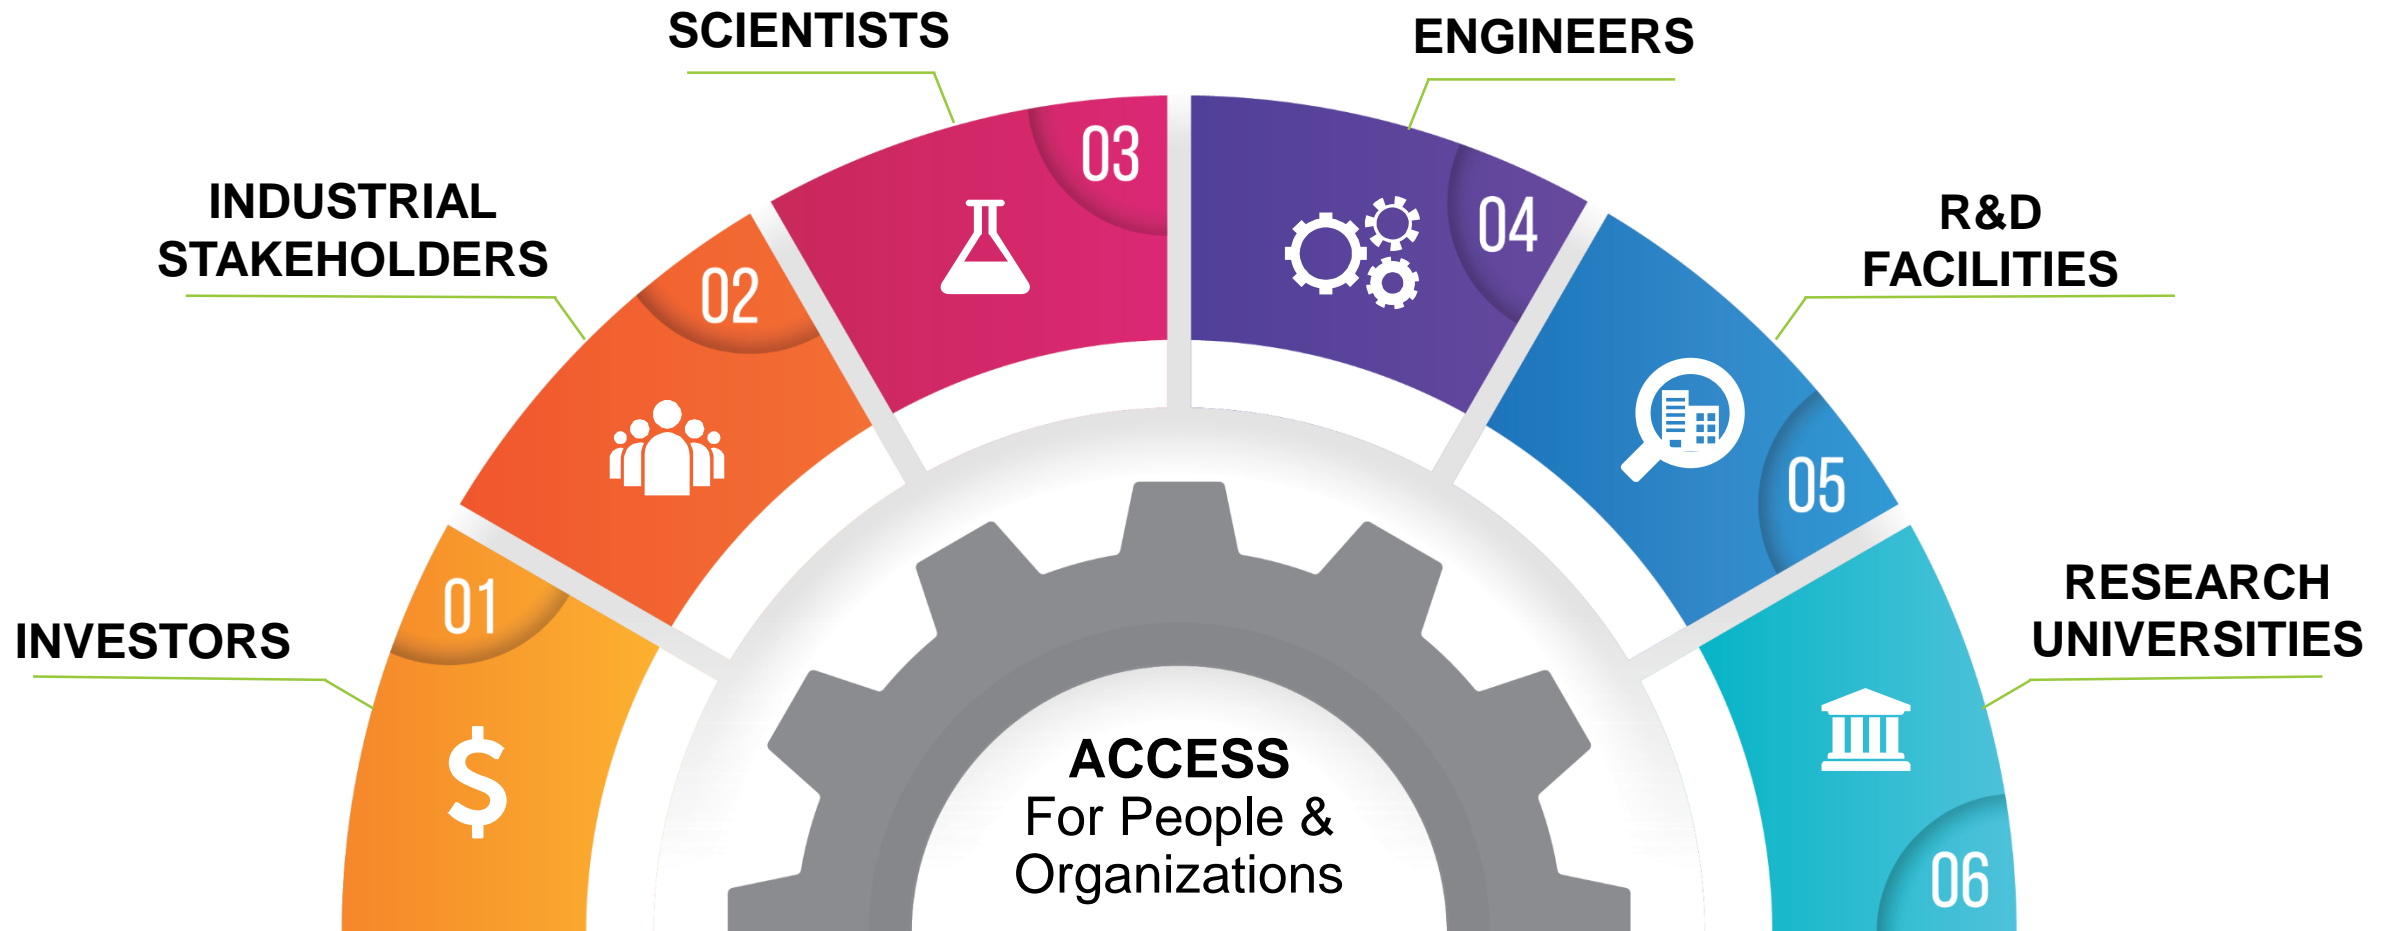 SCIENTISTS
ENGINEERS
03
04
INDUSTRIAL
STAKEHOLDERS
02
R&D
FACILITIES
05
INVESTORS
01
$
RESEARCH
UNIVERSITIES
06
ACCESS
For People &
Organizations